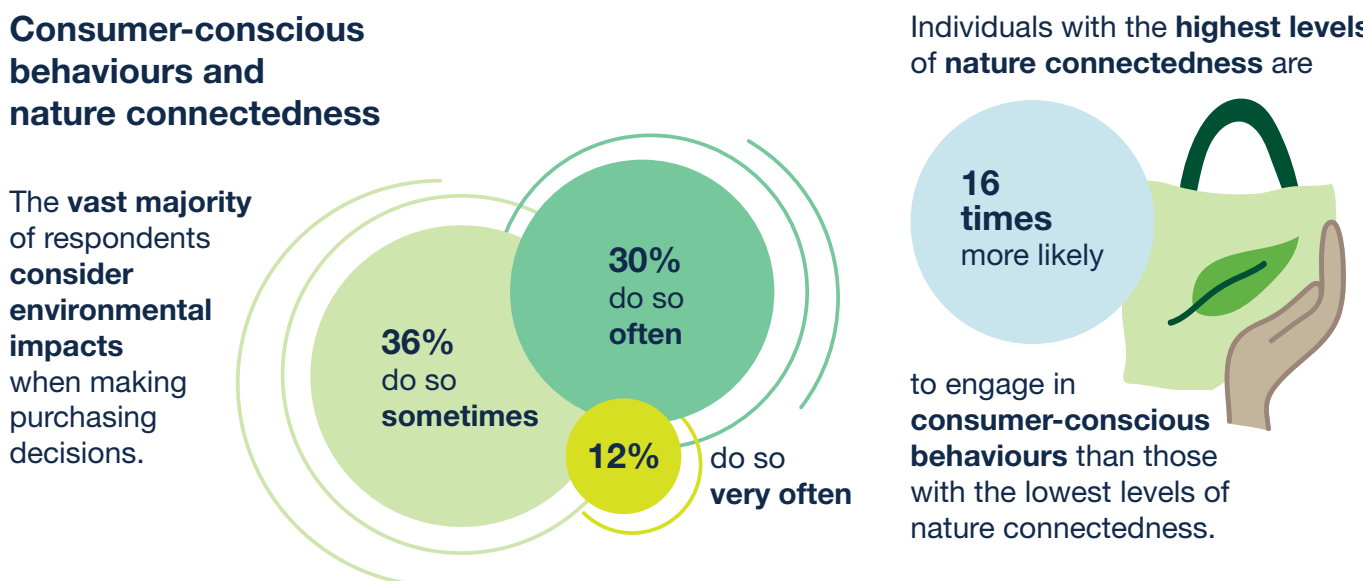 Consumer-conscious
behaviours and
nature connectedness
The vast majority
of respondents
consider
environmental
impacts
when making
purchasing
decisions.
36%
do so
sometimes
30%
do so
often
12%
do so
very often
Individuals with the highest levels
of nature connectedness are
16
times
more likely
to engage in
consumer-conscious
behaviours than those
with the lowest levels of
nature connectedness.